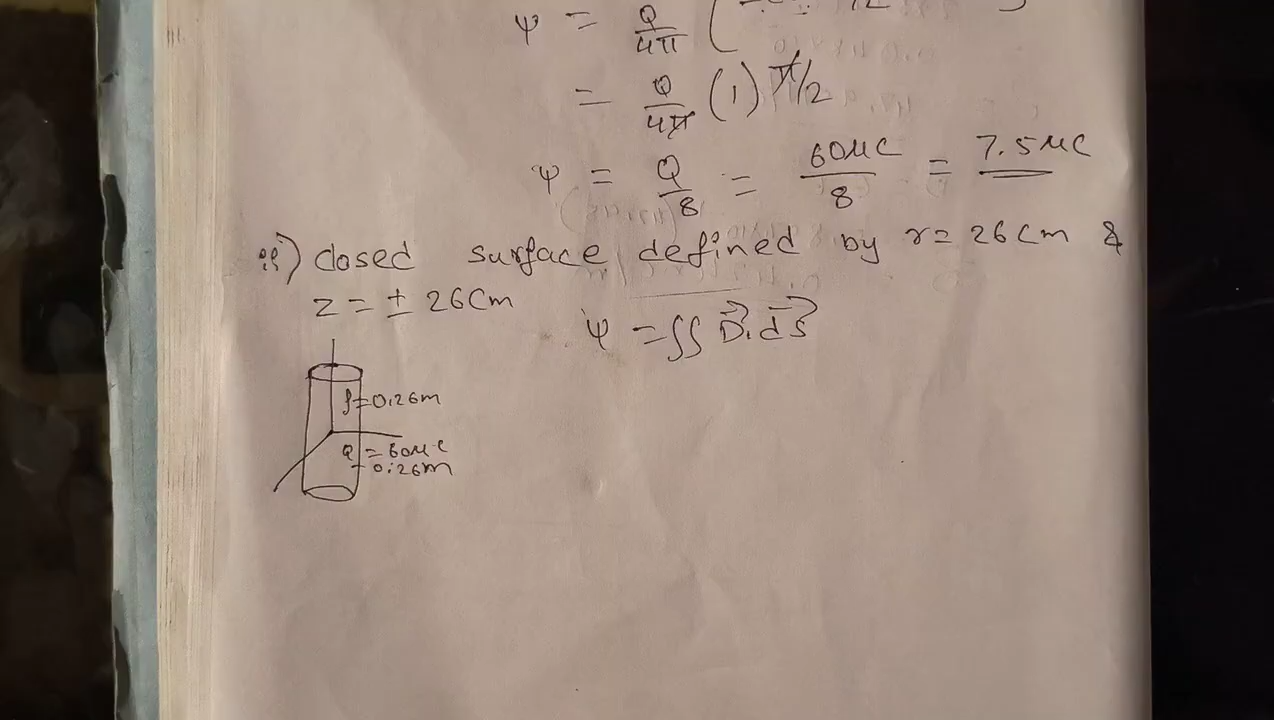 ψ = Q/4π (
= Q/4π (1) π/2
ψ = Q/8 = 60μC/8 = 7.5μC
ii) closed surface defined by r = 26cm &
z = ± 26cm
ψ = ∬ D⃗.ds⃗
ρ=0.26m
Q = 60μC
-0.26m